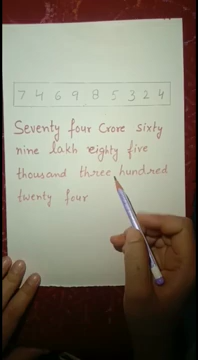 7 4 6 9 8 5 3 2 4
Seventy four Crore sixty
nine lakh eighty five
thousand three hundred
twenty four